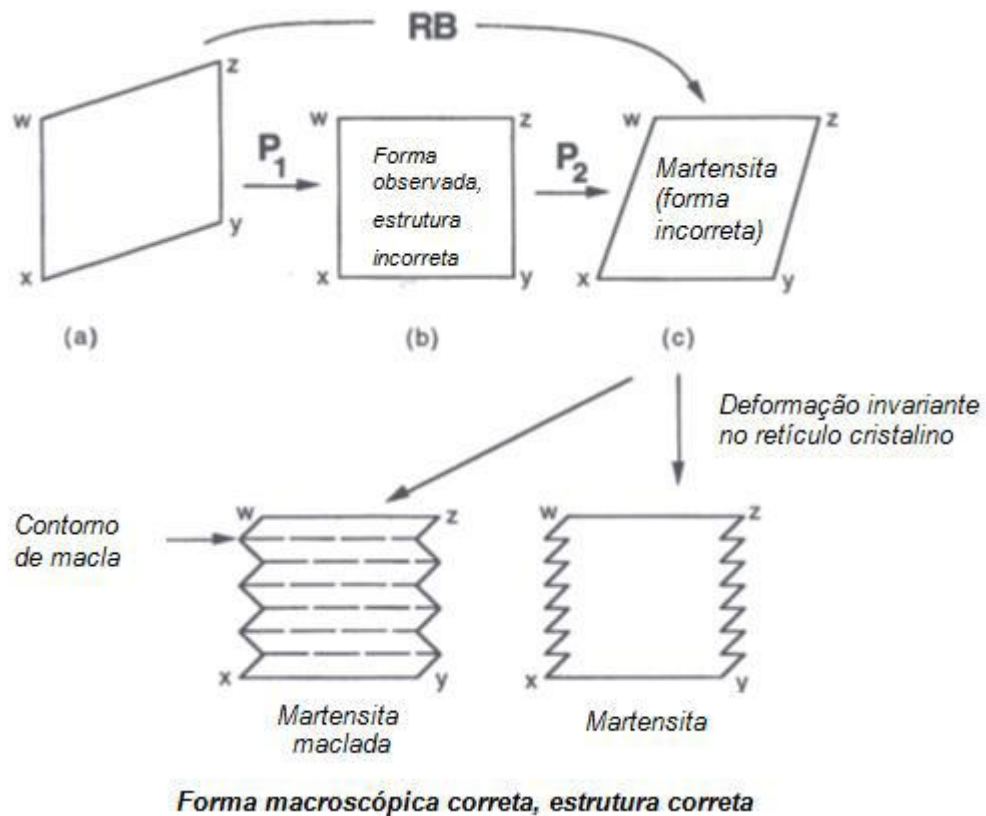 RB
w
z
x
y
P1
w
z
Forma
observada,
estrutura
incorreta
x
y
P2
w
z
Martensita
(forma
incorreta)
x
y
(a)
(b)
(c)
Deformação invariante
no retículo cristalino
Contorno
de macla
w
z
x
y
Martensita
maclada
w
z
x
y
Martensita
Forma macroscópica correta, estrutura correta